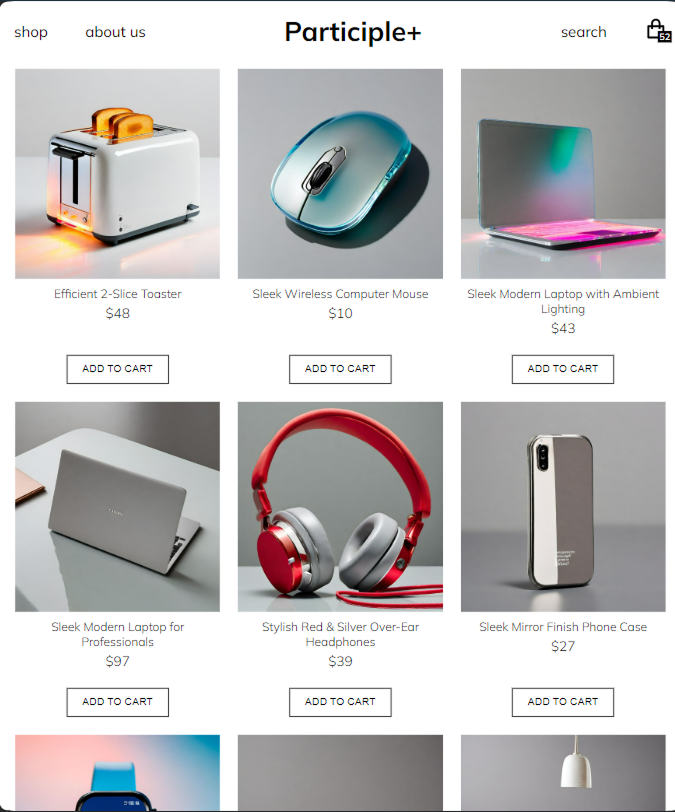 shop
about us
Participle+
search
52
Efficient 2-Slice Toaster
$48
ADD TO CART
Sleek Wireless Computer Mouse
$10
ADD TO CART
Sleek Modern Laptop with Ambient
Lighting
$43
ADD TO CART
Sleek Modern Laptop for
Professionals
$97
ADD TO CART
Stylish Red & Silver Over-Ear
Headphones
$39
ADD TO CART
Sleek Mirror Finish Phone Case
$27
ADD TO CART